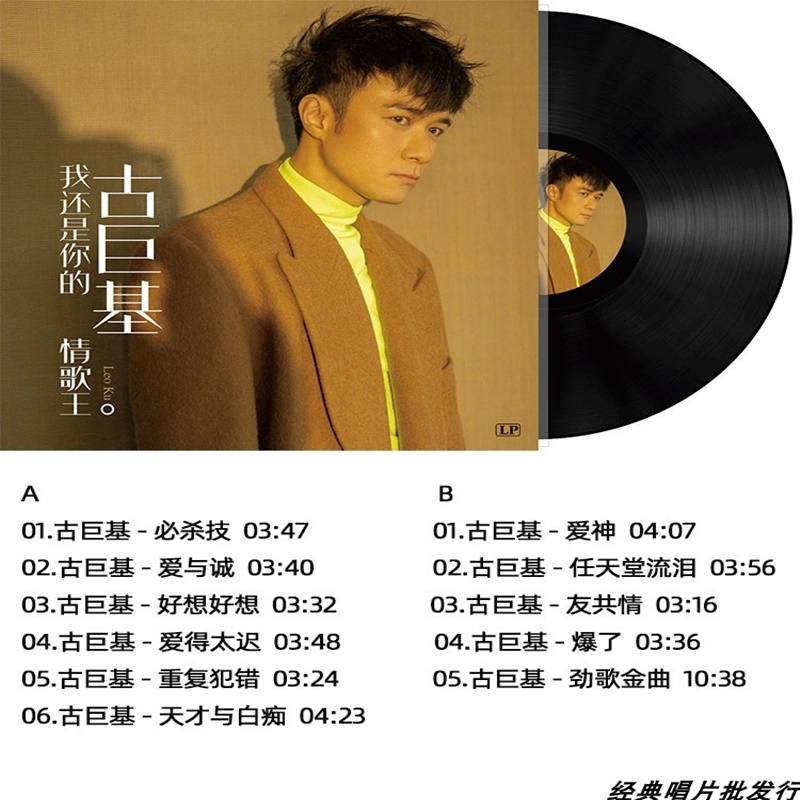 古巨基
我还是你的 情歌王
Leo Ku
LP
A
01.古巨基 - 必杀技 03:47
02.古巨基 - 爱与诚 03:40
03.古巨基 - 好想好想 03:32
04.古巨基 - 爱得太迟 03:48
05.古巨基 - 重复犯错 03:24
06.古巨基 - 天才与白痴 04:23
B
01.古巨基 - 爱神 04:07
02.古巨基 - 任天堂流泪 03:56
03.古巨基 - 友共情 03:16
04.古巨基 - 爆了 03:36
05.古巨基 - 劲歌金曲 10:38
经典唱片批发行